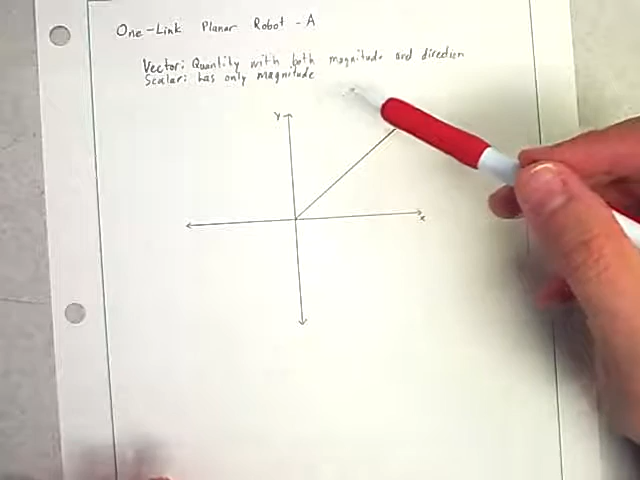 One-Link Planar Robot - A
Vector: Quantity with both magnitude and direction
Scalar: has only magnitude
Y
x